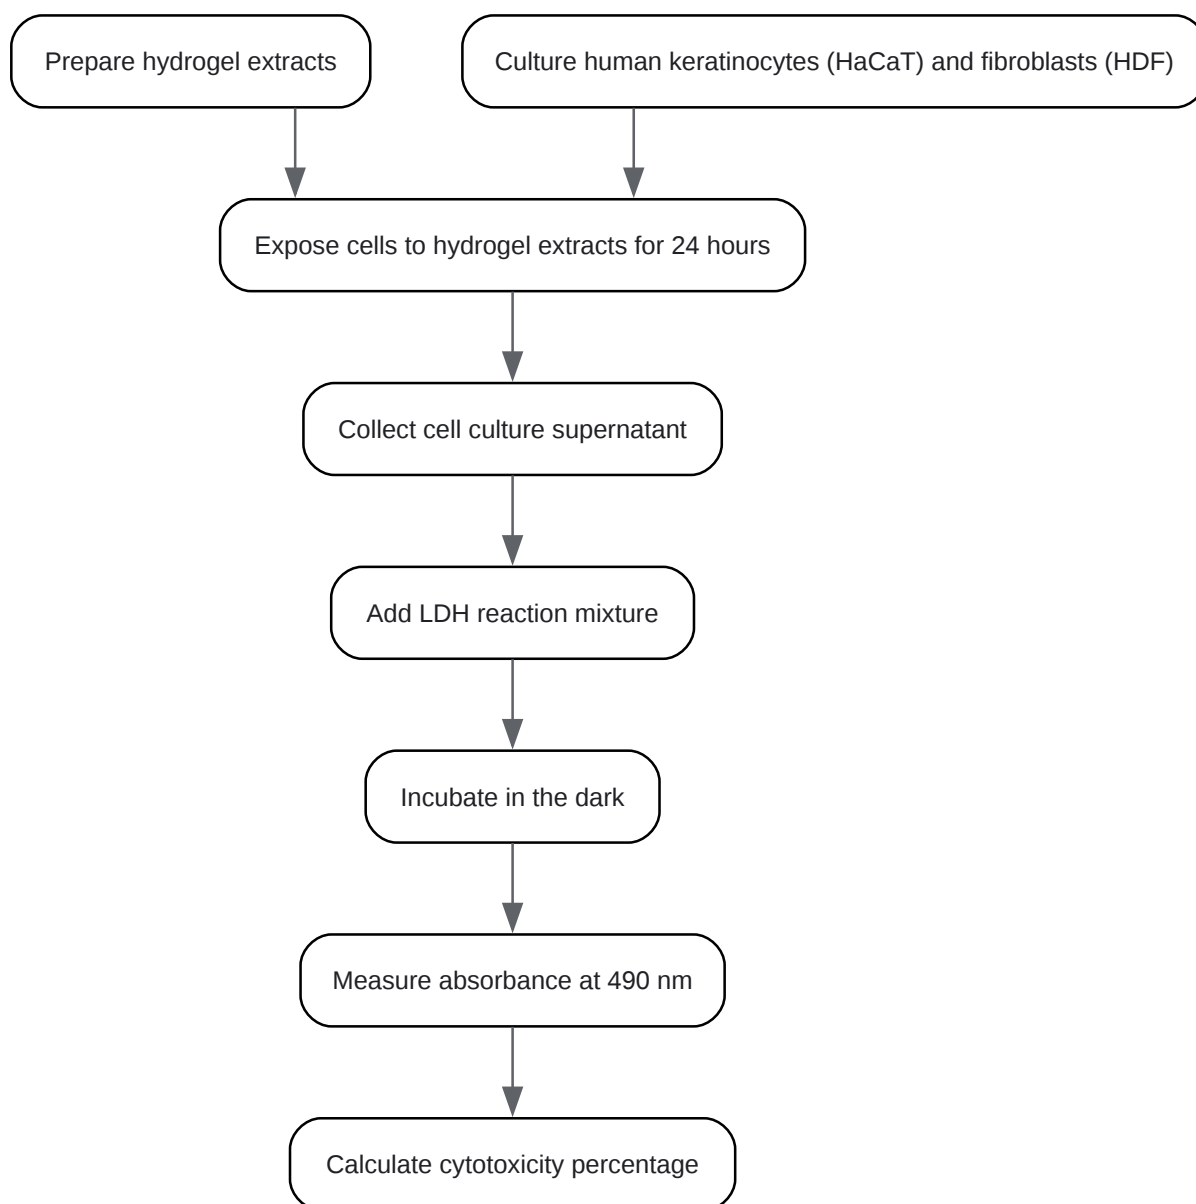 Prepare hydrogel extracts
Culture human keratinocytes (HaCaT) and fibroblasts (HDF)
Expose cells to hydrogel extracts for 24 hours
Collect cell culture supernatant
Add LDH reaction mixture
Incubate in the dark
Measure absorbance at 490 nm
Calculate cytotoxicity percentage